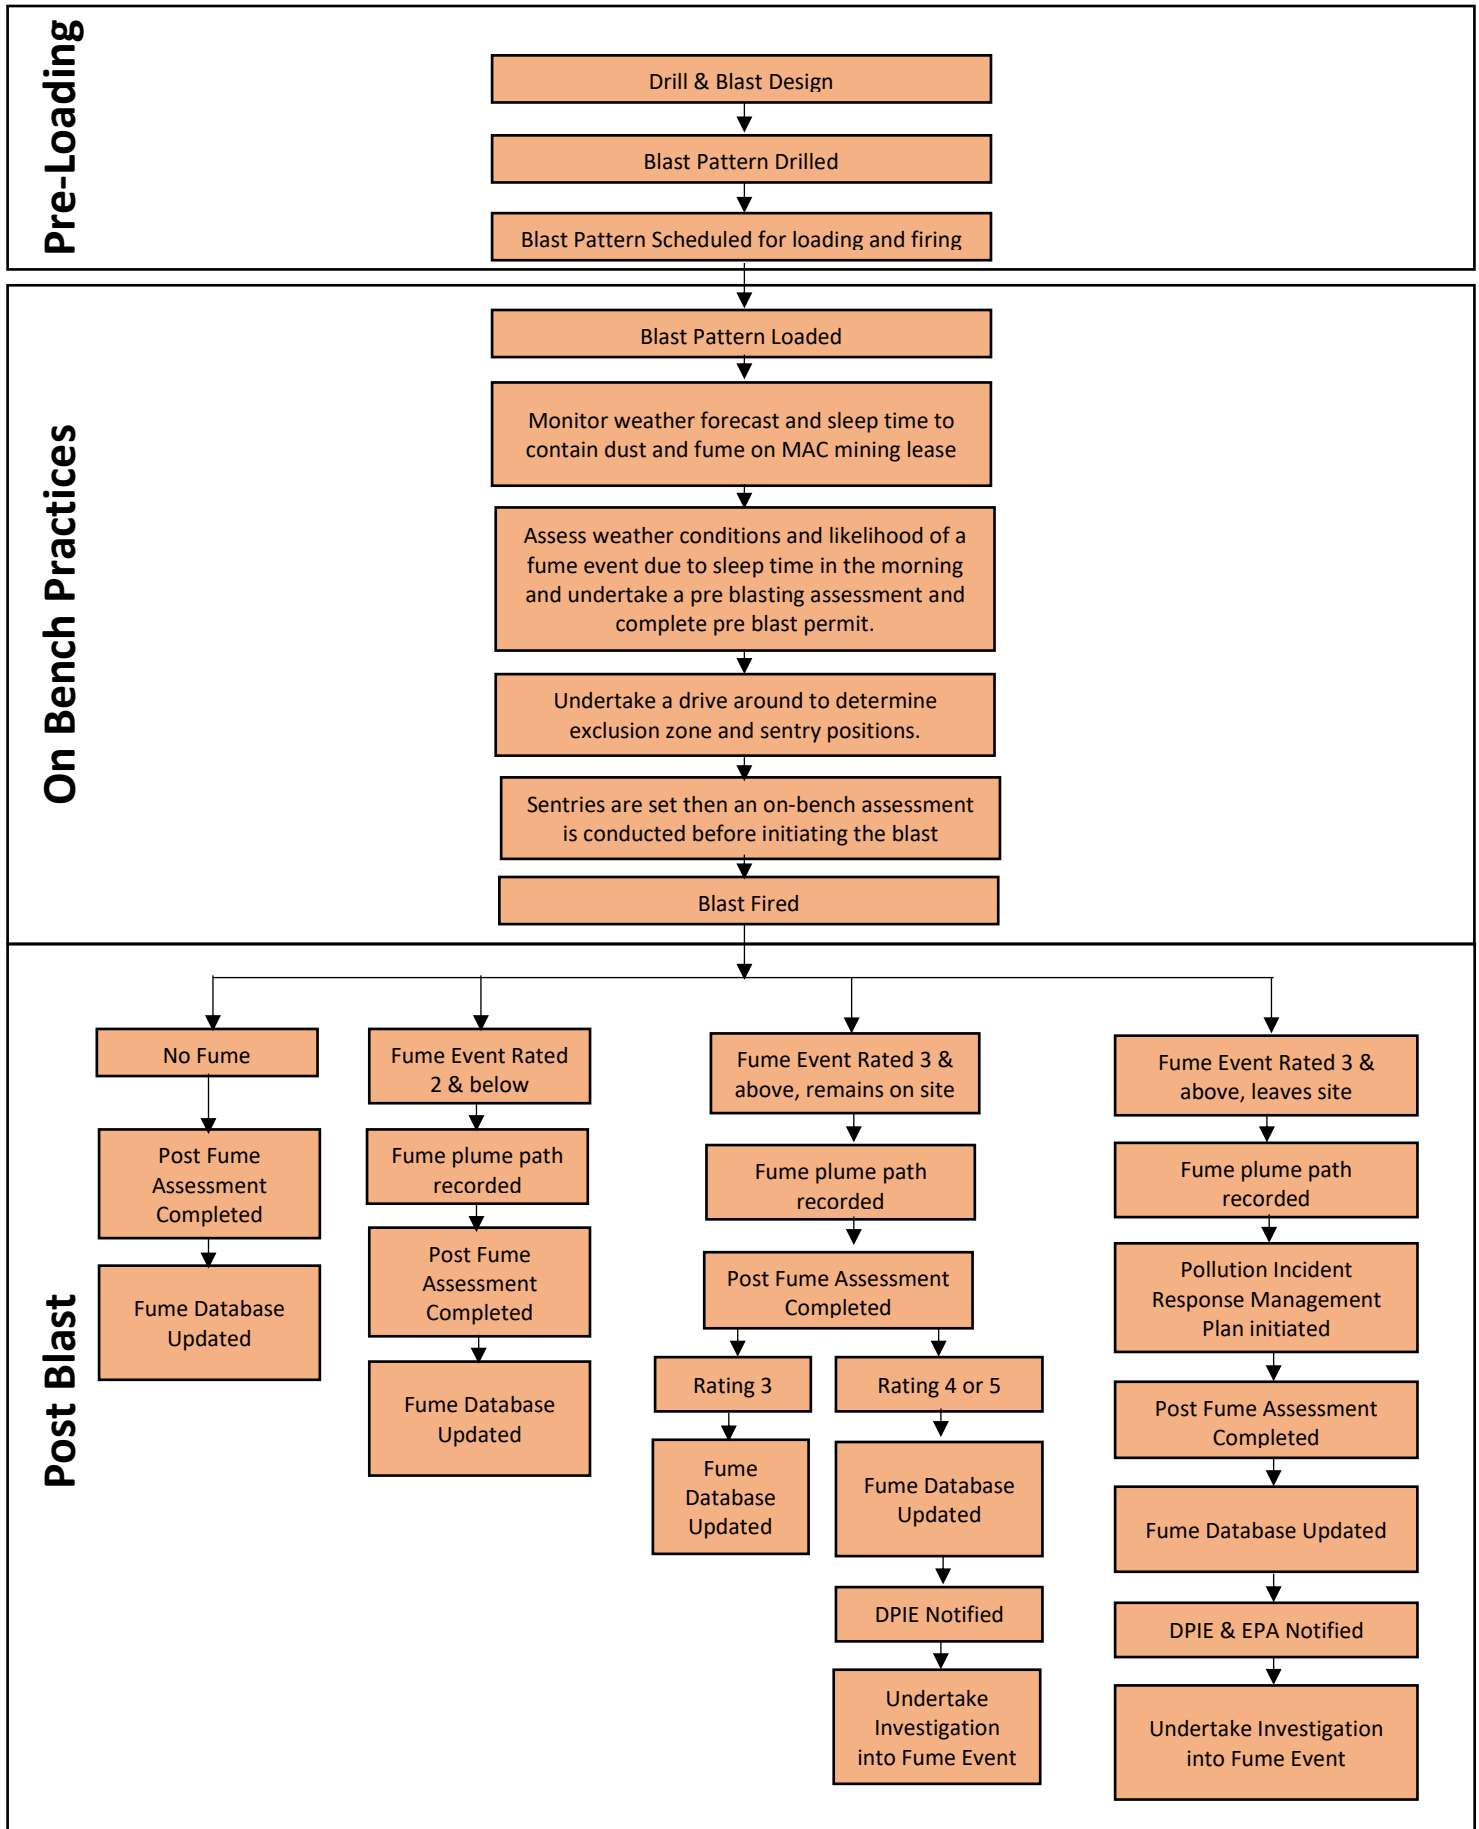 Pre-Loading
Drill & Blast Design
Blast Pattern Drilled
Blast Pattern Scheduled for loading and firing
On Bench Practices
Blast Pattern Loaded
Monitor weather forecast and sleep time to
contain dust and fume on MAC mining lease
Assess weather conditions and likelihood of a
fume event due to sleep time in the morning
and undertake a pre blasting assessment and
complete pre blast permit.
Undertake a drive around to determine
exclusion zone and sentry positions.
Sentries are set then an on-bench assessment
is conducted before initiating the blast
Blast Fired
Post Blast
No Fume
Post Fume
Assessment
Completed
Fume Database
Updated
Fume Event Rated
2 & below
Fume plume path
recorded
Post Fume
Assessment
Completed
Fume Database
Updated
Fume Event Rated 3 &
above, remains on site
Fume plume path
recorded
Post Fume Assessment
Completed
Rating 3
Fume
Database
Updated
Rating 4 or 5
Fume Database
Updated
DPIE Notified
Undertake
Investigation
into Fume Event
Fume Event Rated 3 &
above, leaves site
Fume plume path
recorded
Pollution Incident
Response Management
Plan initiated
Post Fume Assessment
Completed
Fume Database Updated
DPIE & EPA Notified
Undertake Investigation
into Fume Event